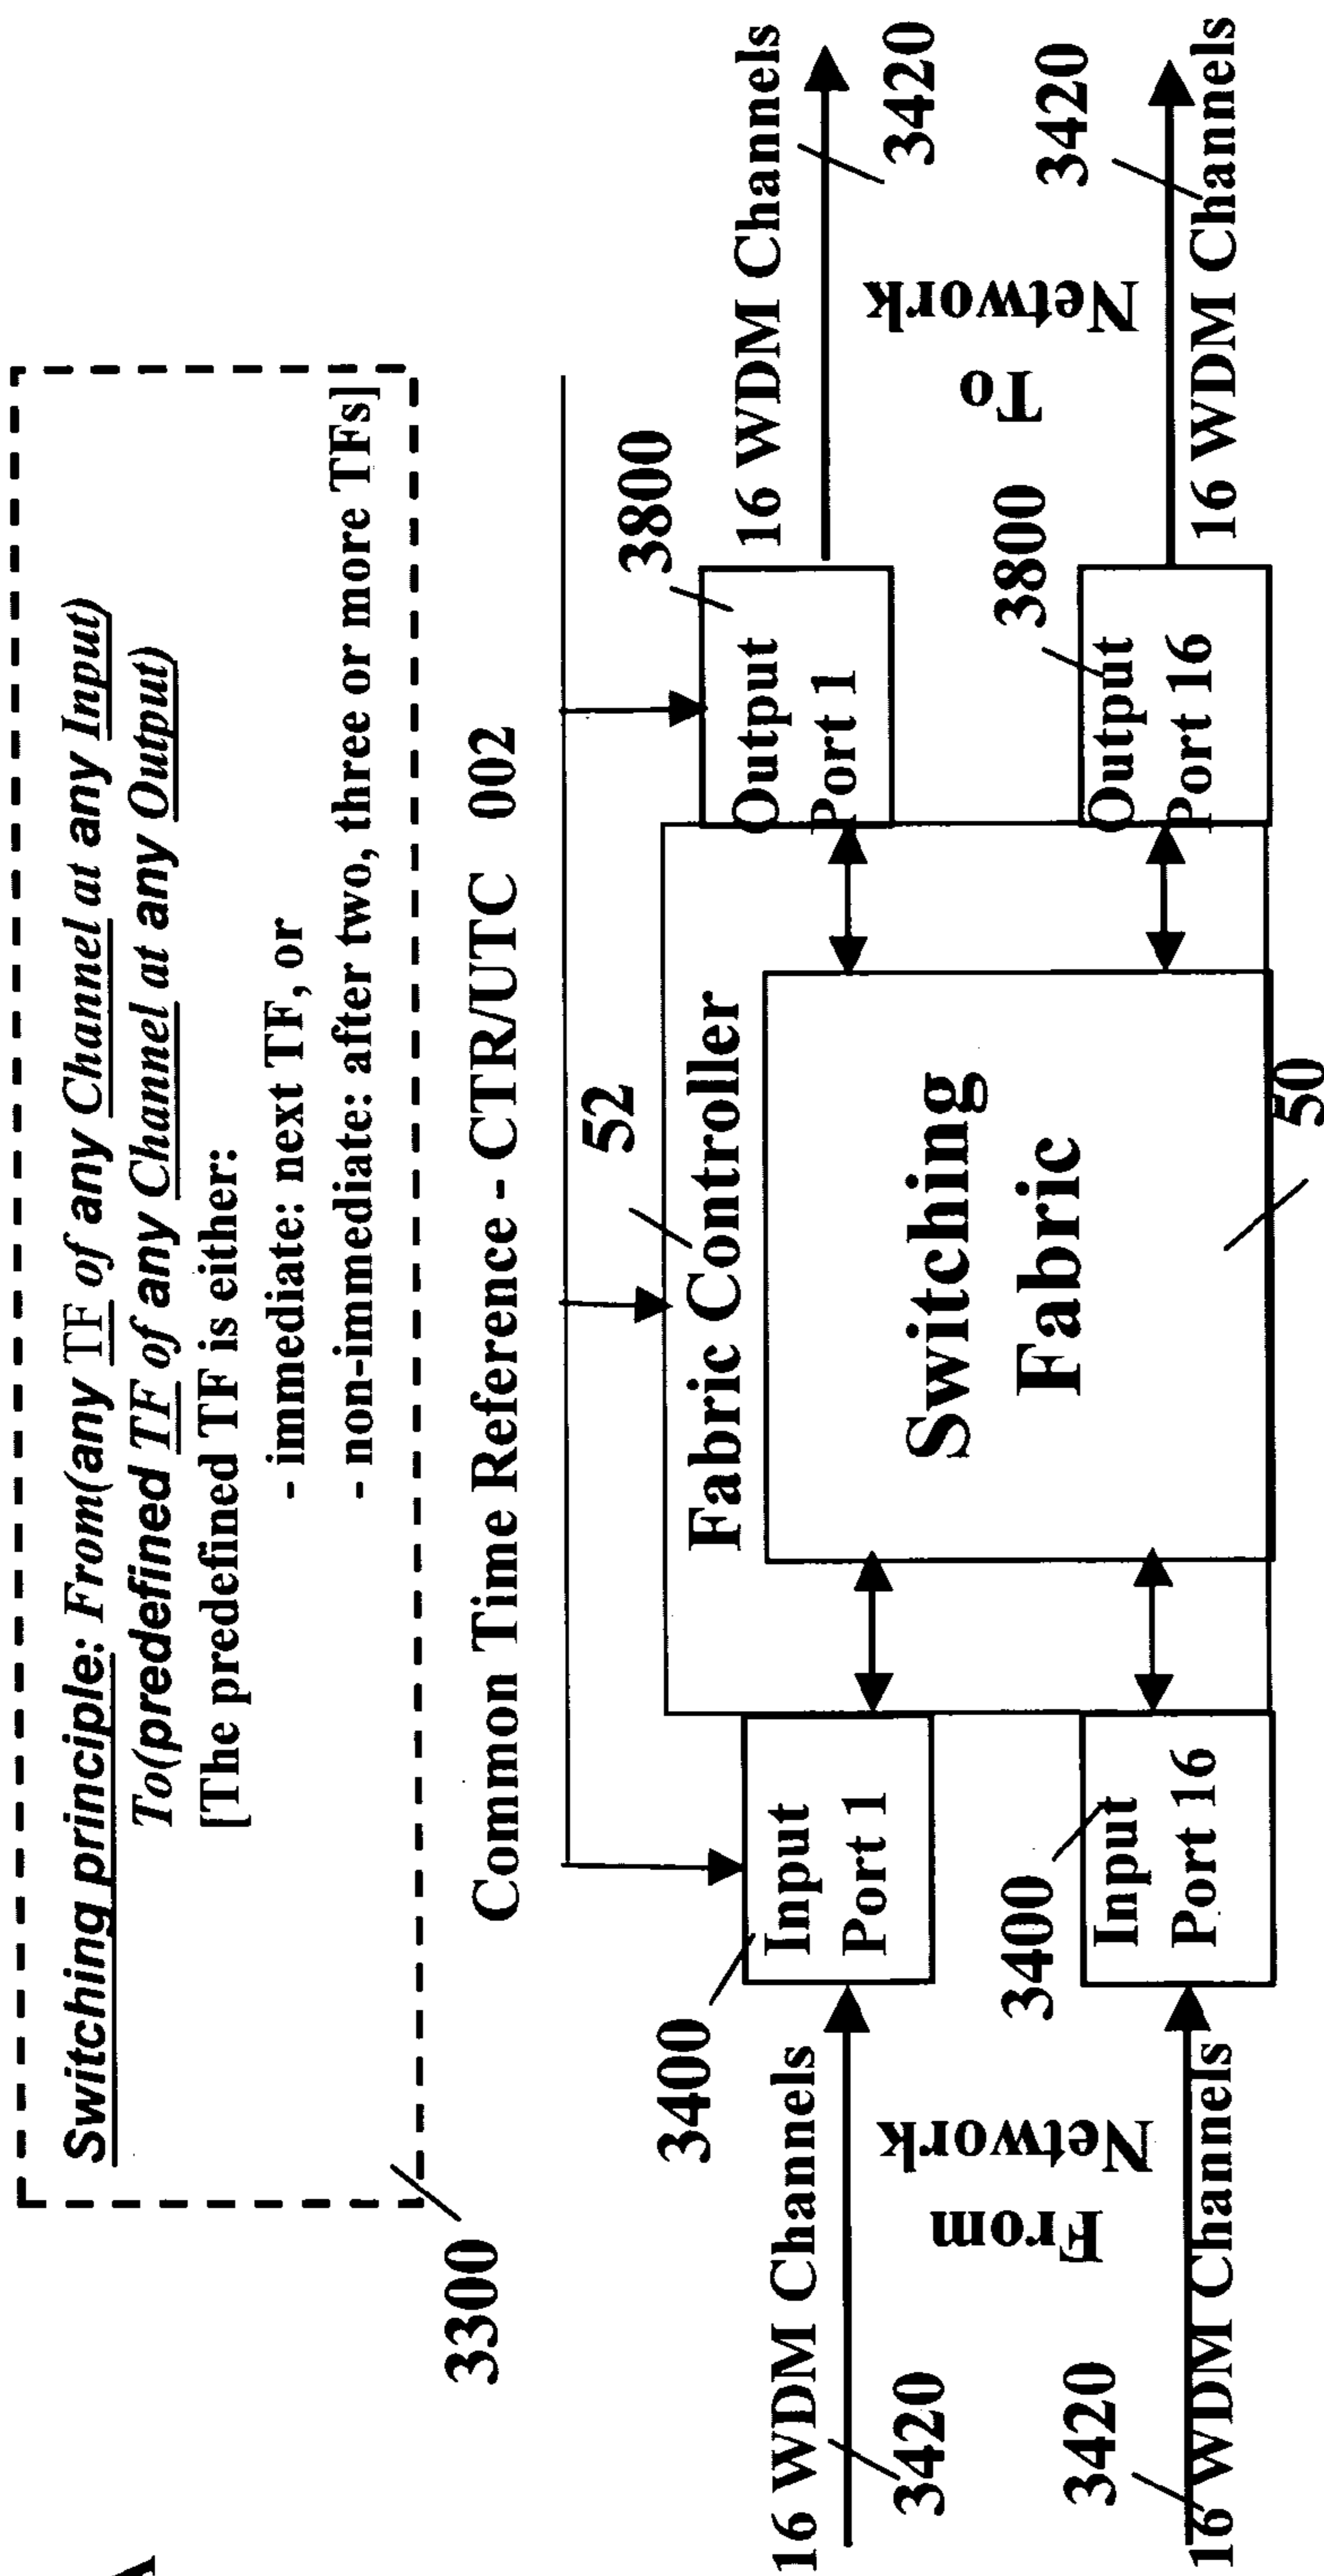 Switching principle: From(any TF of any Channel at any Input)
To(predefined TF of any Channel at any Output)
[The predefined TF is either:
- immediate: next TF, or
- non-immediate: after two, three or more TFs]
3300
Common Time Reference - CTR/UTC 002
52
3400
3800
16 WDM Channels
3420
Input
Port 1
Fabric Controller
Output
Port 1
16 WDM Channels
3420
From
Network
Switching
Fabric
To
Network
3420
16 WDM Channels
3400
Input
Port 16
50
3800
Output
Port 16
3420
16 WDM Channels
A